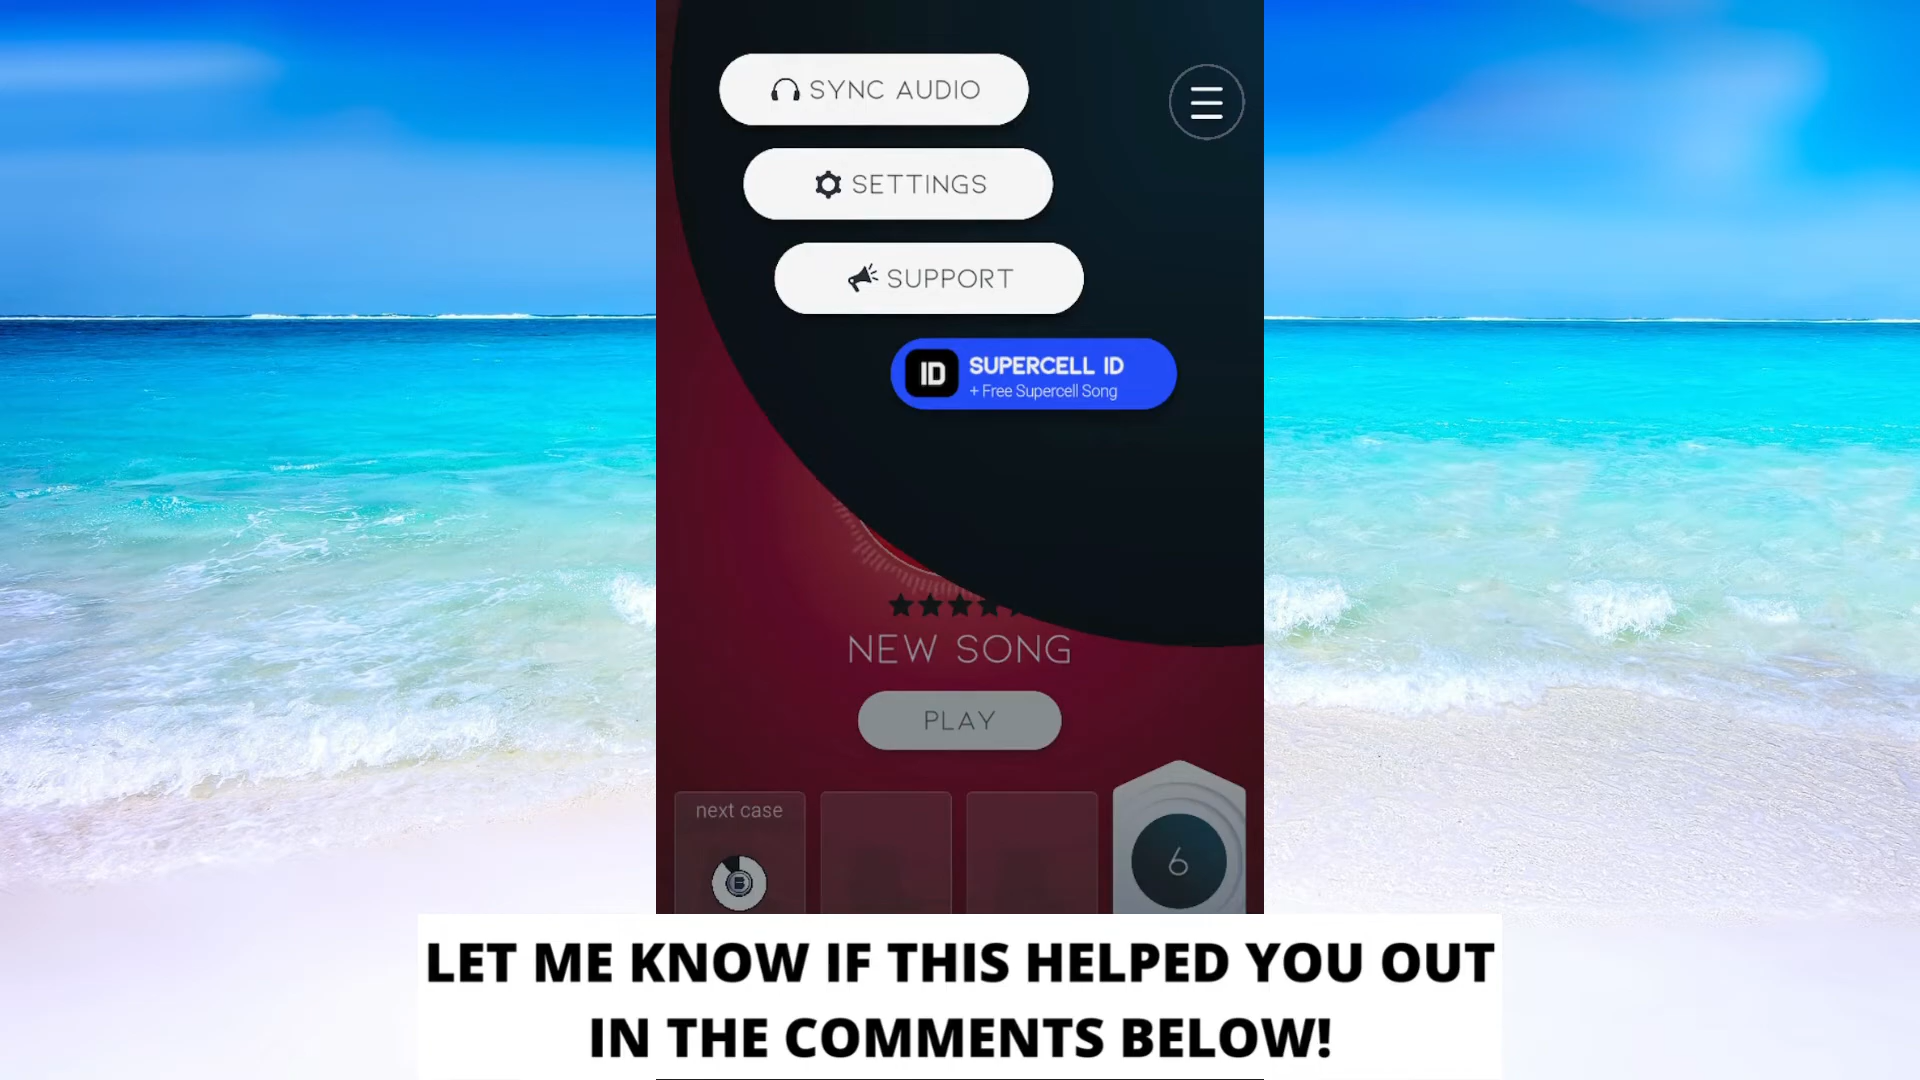 SYNC AUDIO
SETTINGS
SUPPORT
ID SUPERCELL ID
+ Free Supercell Song
NEW SONG
PLAY
next case
B
6
LET ME KNOW IF THIS HELPED YOU OUT
IN THE COMMENTS BELOW!